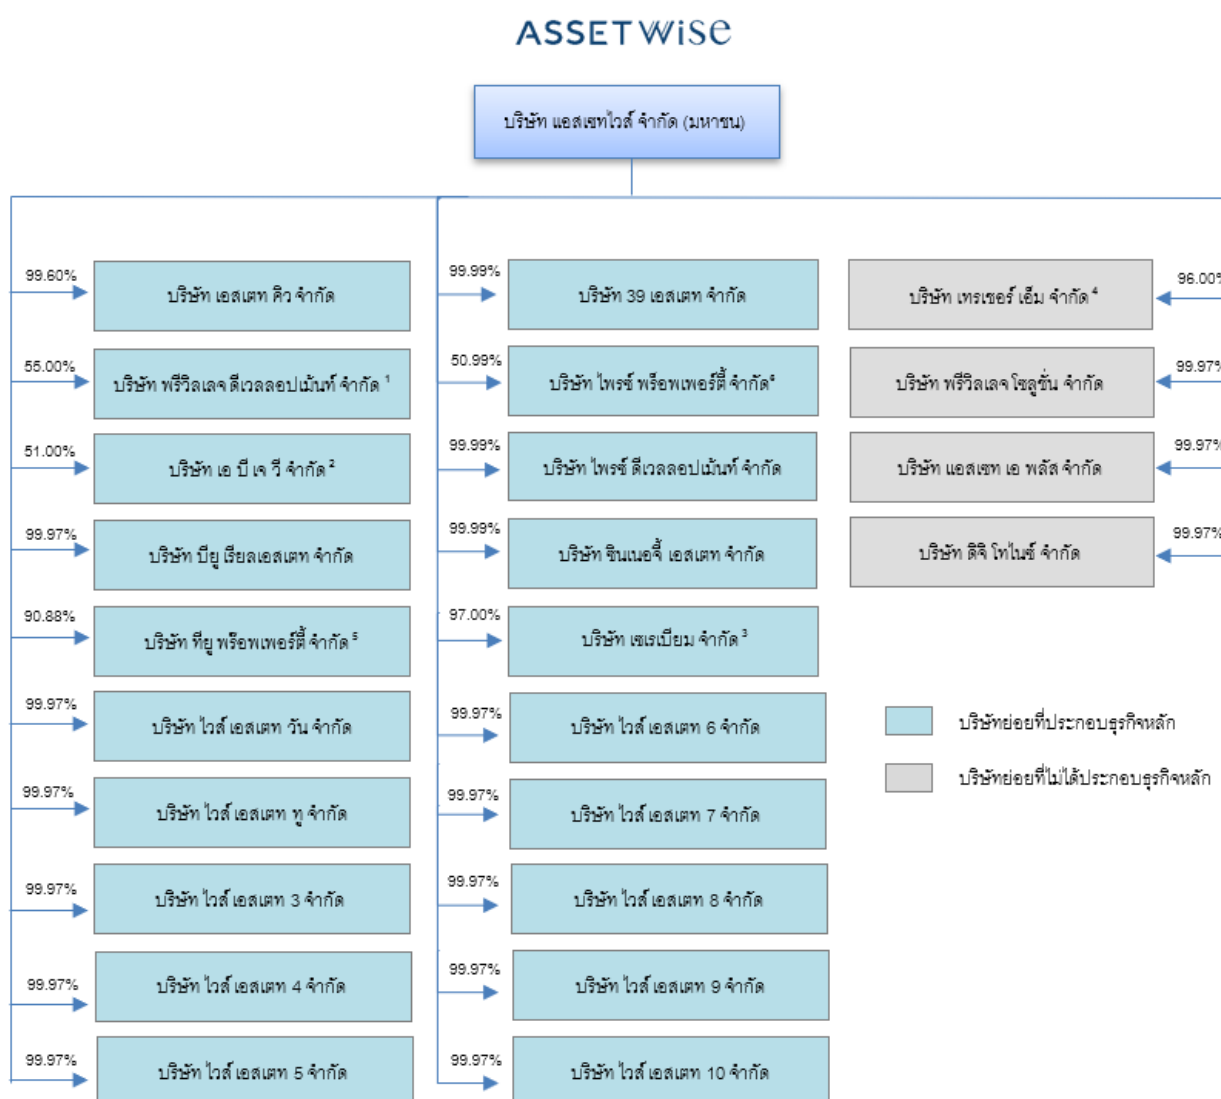 ASSETWISE
บริษัท แอสเซทไวส์ จำกัด (มหาชน)
99.60%
บริษัท เอสเตท คิว จำกัด
55.00%
บริษัท พรีวิลเลจ ดีเวลลอปเม้นท์ จำกัด 1
51.00%
บริษัท เอ บี เจ วี จำกัด 2
99.97%
บริษัท บียู เรียลเอสเตท จำกัด
90.88%
บริษัท ทียู พร๊อพเพอร์ตี้ จำกัด 5
99.97%
บริษัท ไวส์ เอสเตท วัน จำกัด
99.97%
บริษัท ไวส์ เอสเตท ทู จำกัด
99.97%
บริษัท ไวส์ เอสเตท 3 จำกัด
99.97%
บริษัท ไวส์ เอสเตท 4 จำกัด
99.97%
บริษัท ไวส์ เอสเตท 5 จำกัด
99.99%
บริษัท 39 เอสเตท จำกัด
50.99%
บริษัท ไพรซ์ พร็อพเพอร์ตี้ จำกัด6
99.99%
บริษัท ไพรซ์ ดีเวลลอปเม้นท์ จำกัด
99.99%
บริษัท ซินเนอจี้ เอสเตท จำกัด
97.00%
บริษัท เซเรเบียม จำกัด 3
99.97%
บริษัท ไวส์ เอสเตท 6 จำกัด
99.97%
บริษัท ไวส์ เอสเตท 7 จำกัด
99.97%
บริษัท ไวส์ เอสเตท 8 จำกัด
99.97%
บริษัท ไวส์ เอสเตท 9 จำกัด
99.97%
บริษัท ไวส์ เอสเตท 10 จำกัด
บริษัท เทรเชอร์ เอ็ม จำกัด 4
96.00%
บริษัท พรีวิลเลจ โซลูชั่น จำกัด
99.97%
บริษัท แอสเซท เอ พลัส จำกัด
99.97%
บริษัท ดิจิ โทไนซ์ จำกัด
99.97%
บริษัทย่อยที่ประกอบธุรกิจหลัก
บริษัทย่อยที่ไม่ได้ประกอบธุรกิจหลัก